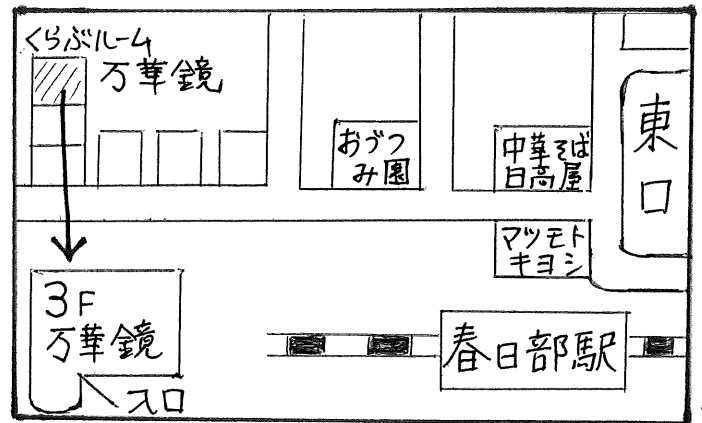 くらぶルーム
万華鏡
おづつ
み園
中華そば
日高屋
東口
マツモト
キヨシ
3F
万華鏡
入口
春日部駅